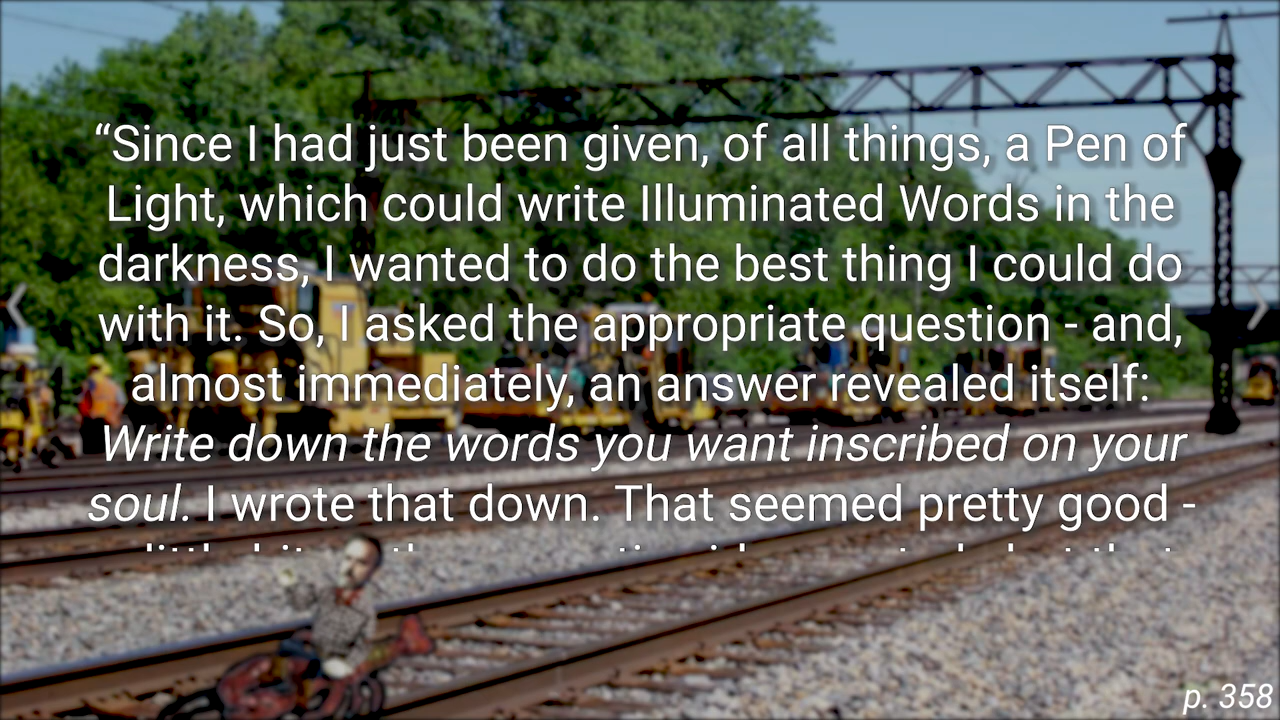 “Since I had just been given, of all things, a Pen of
Light, which could write Illuminated Words in the
darkness, I wanted to do the best thing I could do
with it. So, I asked the appropriate question - and,
almost immediately, an answer revealed itself:
Write down the words you want inscribed on your
soul. I wrote that down. That seemed pretty good -
p. 358